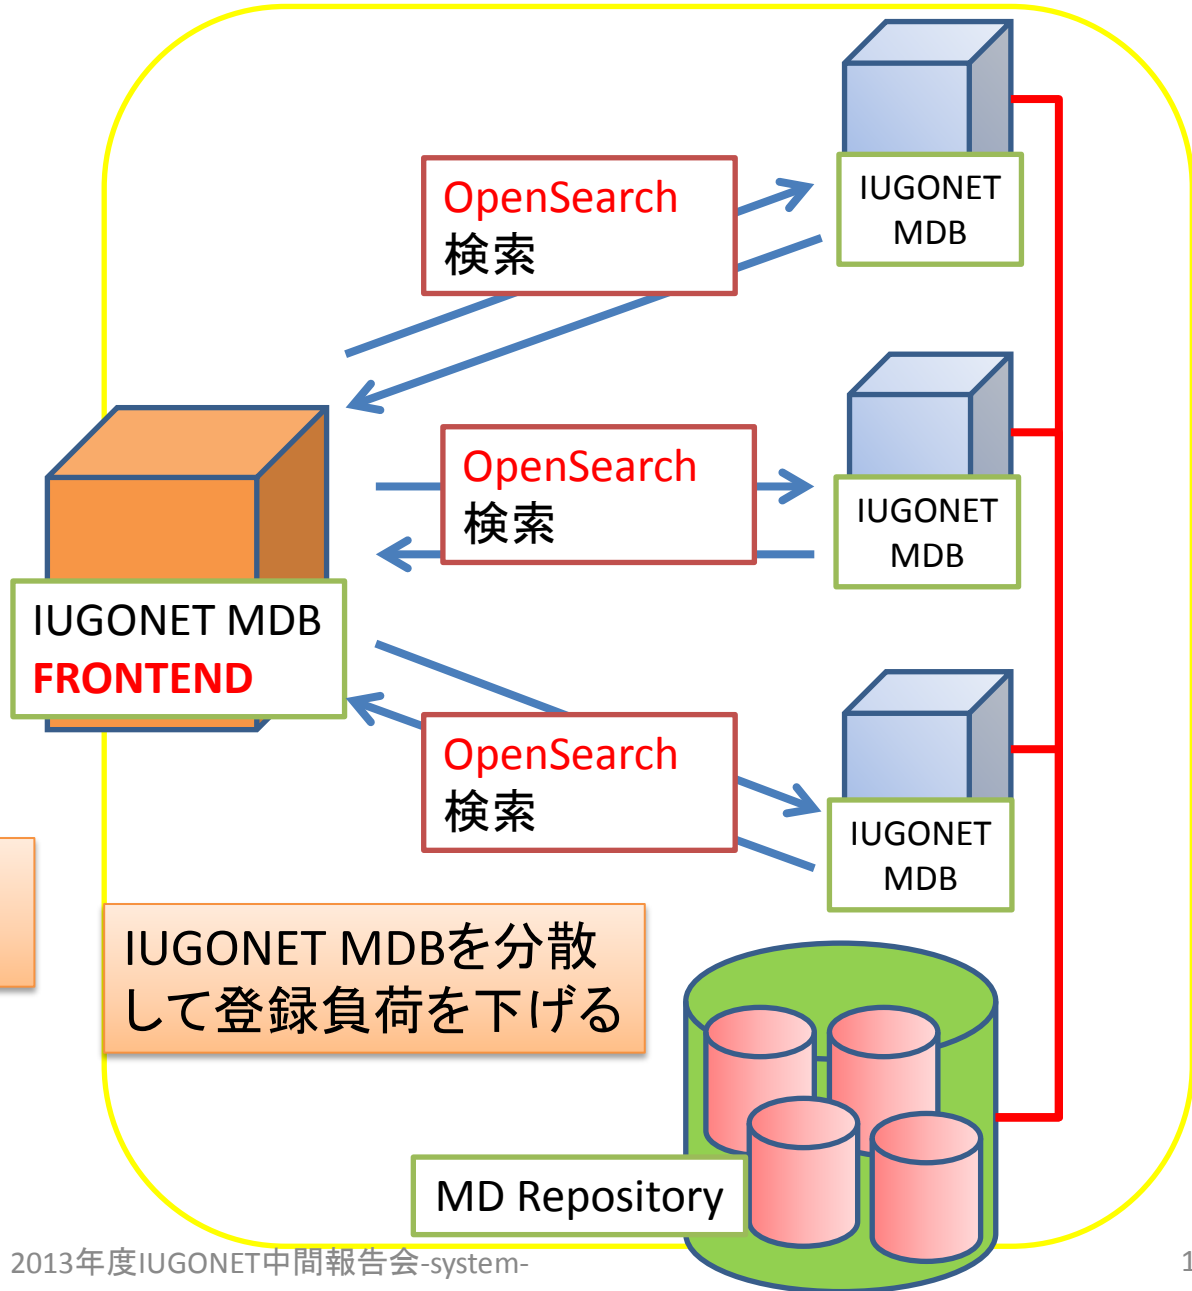 OpenSearch
検索
IUGONET
MDB
OpenSearch
検索
IUGONET
MDB
IUGONET MDB
FRONTEND
OpenSearch
検索
IUGONET
MDB
IUGONET MDBを分散
して登録負荷を下げる
MD Repository
2013年度IUGONET中間報告会-system-
1